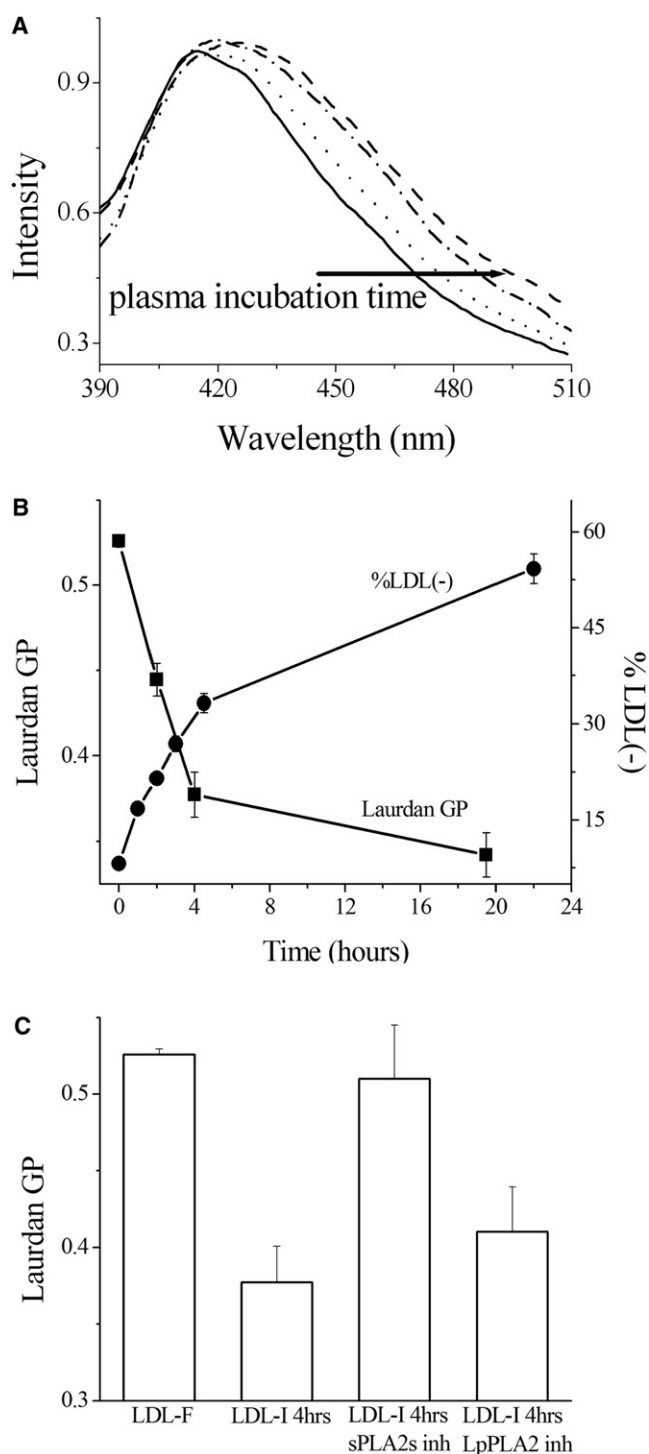 A
0.9
0.6
0.3
Intensity
plasma incubation time
390 420 450 480 510
Wavelength (nm)
B
0.5
0.4
Laurdan GP
60
45
30
15
% LDL(-)
%LDL(-)
Laurdan GP
0 4 8 12 16 20 24
Time (hours)
C
0.5
0.4
0.3
Laurdan GP
LDL-F LDL-I 4hrs LDL-I 4hrs LDL-I 4hrs
sPLA2s inh LpPLA2 inh